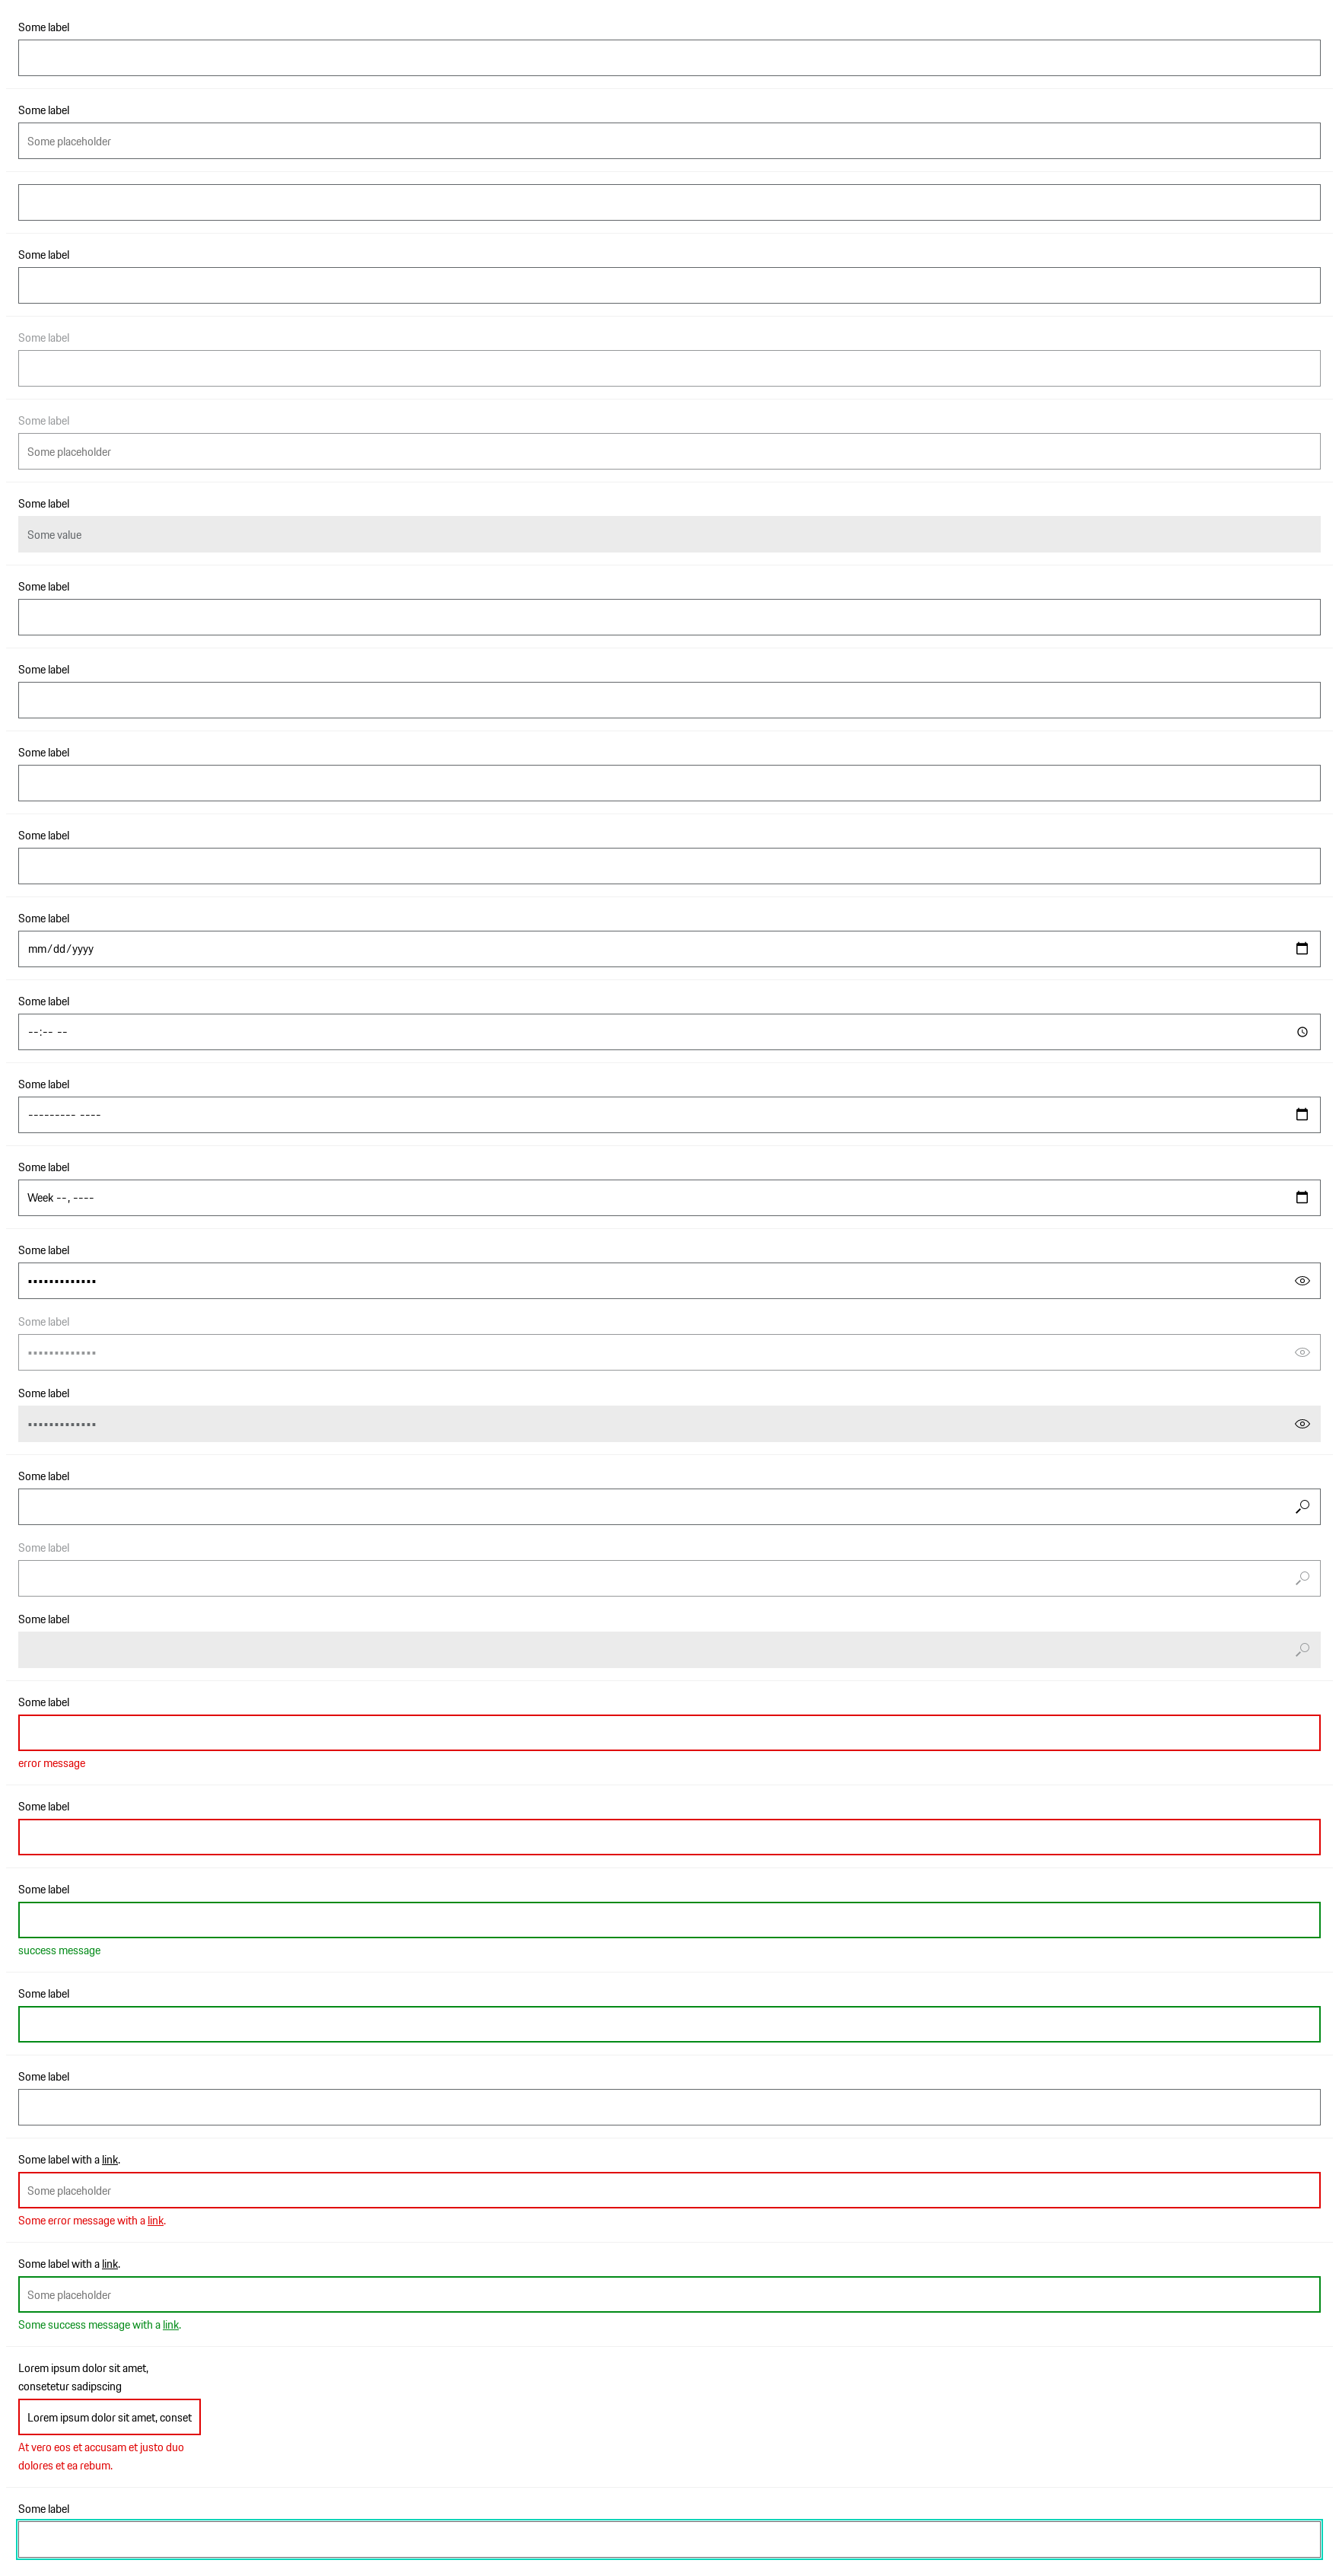 Some label
Some label
Some placeholder
Some label
Some label
Some label
Some placeholder
Some label
Some value
Some label
Some label
Some label
Some label
Some label
mm/dd/yyyy
Some label
--:-- --
Some label
--------- ----
Some label
Week --, ----
Some label
•••••••••••••
Some label
•••••••••••••
Some label
•••••••••••••
Some label
Some label
Some label
Some label
error message
Some label
Some label
success message
Some label
Some label
Some label with a link.
Some placeholder
Some error message with a link.
Some label with a link.
Some placeholder
Some success message with a link.
Lorem ipsum dolor sit amet,
consetetur sadipscing
Lorem ipsum dolor sit amet, conset
At vero eos et accusam et justo duo
dolores et ea rebum.
Some label